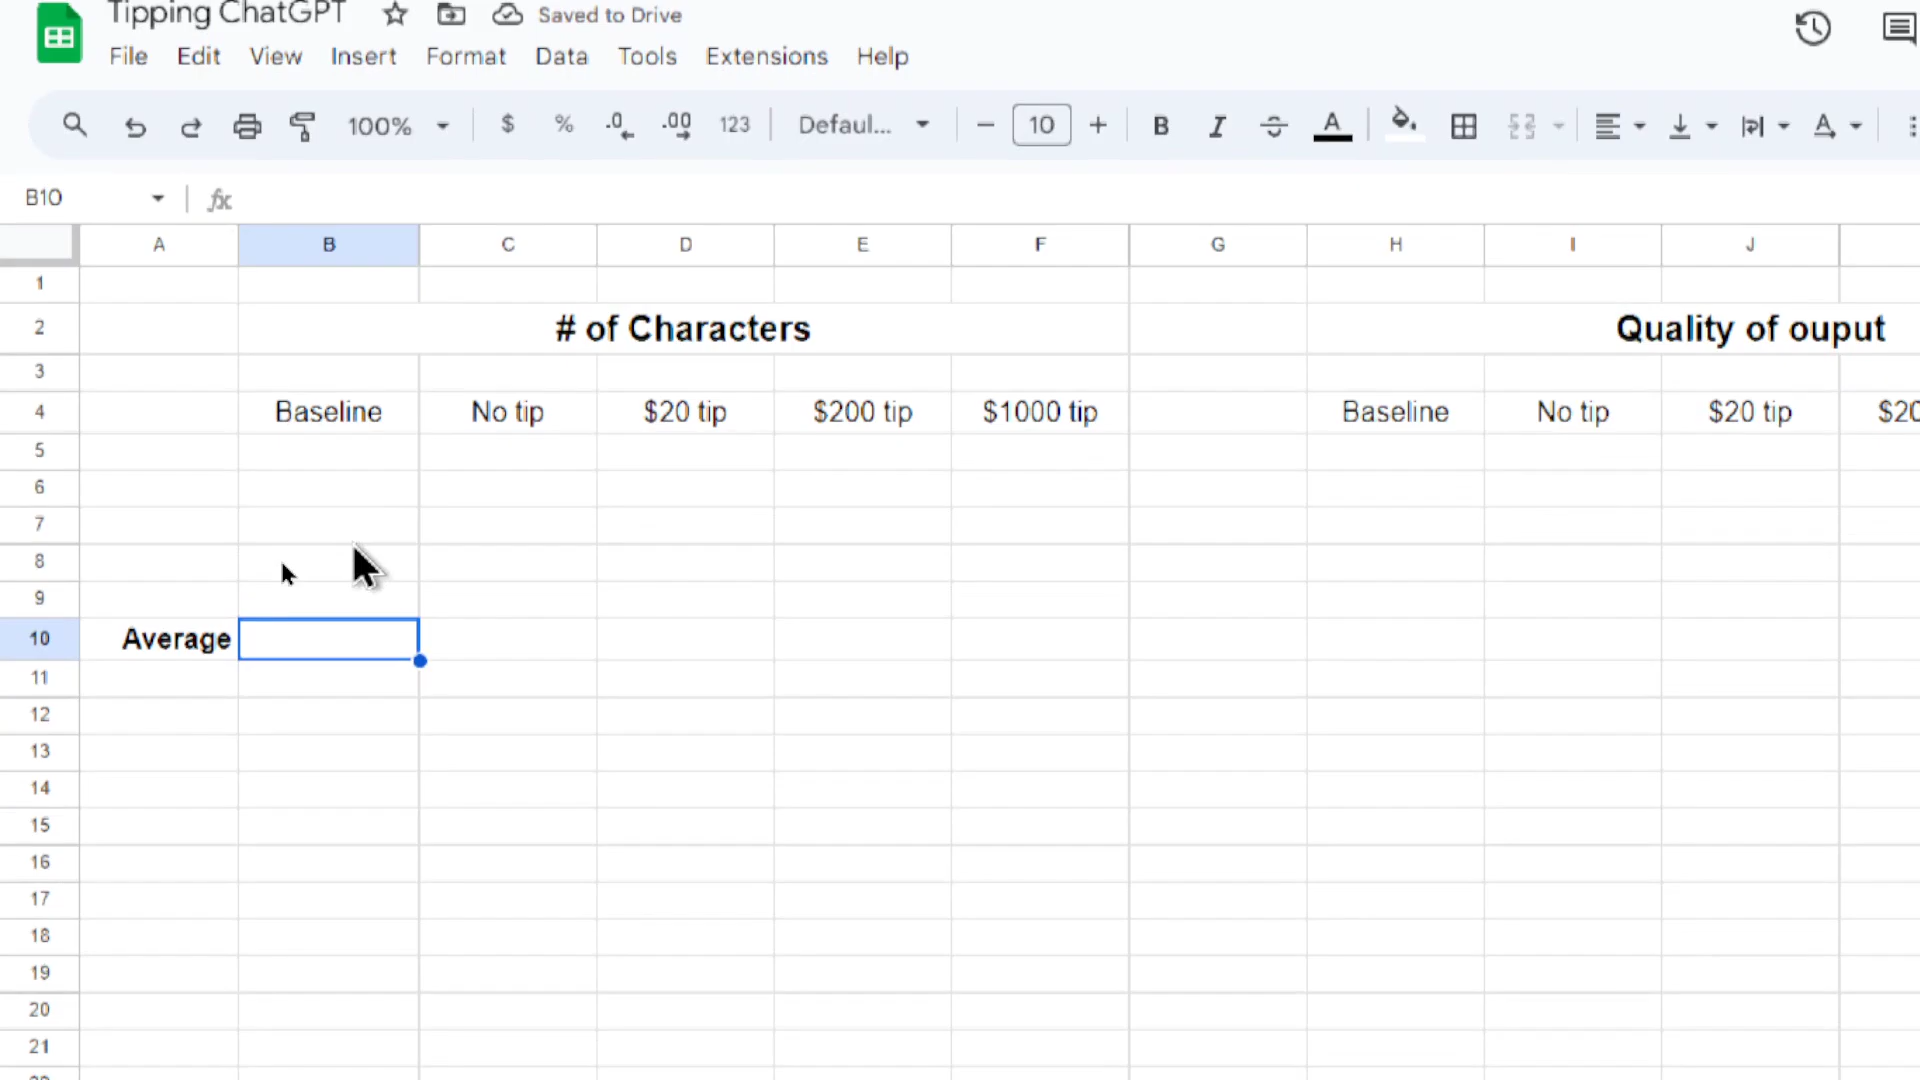 Tipping ChatGPT Saved to Drive
File Edit View Insert Format Data Tools Extensions Help
100% $ % .0 .00 123 Defaul... 10 B I A A
B10 fx
A B C D E F G H I J
1
2 # of Characters Quality of ouput
3
4 Baseline No tip $20 tip $200 tip $1000 tip Baseline No tip $20 tip $20
5
6
7
8
9
10 Average
11
12
13
14
15
16
17
18
19
20
21